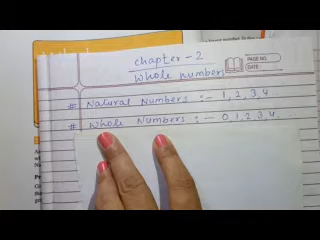 chapter - 2
Whole numbers
PAGE NO.
DATE:
# Natural Numbers :- 1, 2, 3, 4
# Whole Numbers :- 0, 1, 2, 3, 4, ...